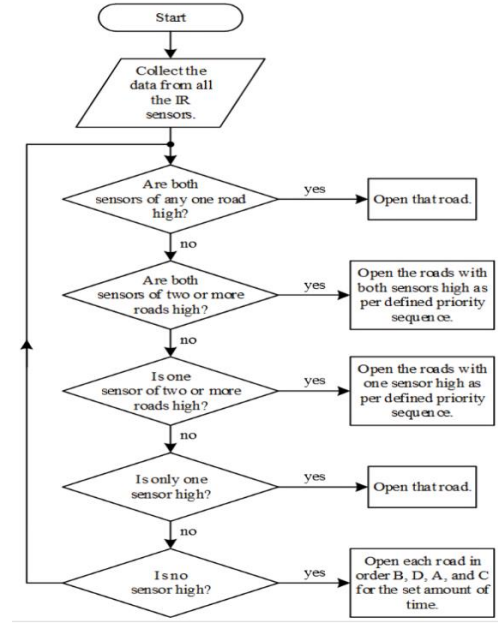 Start
Collect the
data from all
the IR
sensors.
Are both
sensors of any one road
high?
yes
Open that road.
no
Are both
sensors of two or more
roads high?
yes
Open the roads with
both sensors high as
per defined priority
sequence.
no
Is one
sensor of two or more
roads high?
yes
Open the roads with
one sensor high as
per defined priority
sequence.
no
Is only one
sensor high?
yes
Open that road.
no
Is no
sensor high?
yes
Open each road in
order B, D, A, and C
for the set amount of
time.